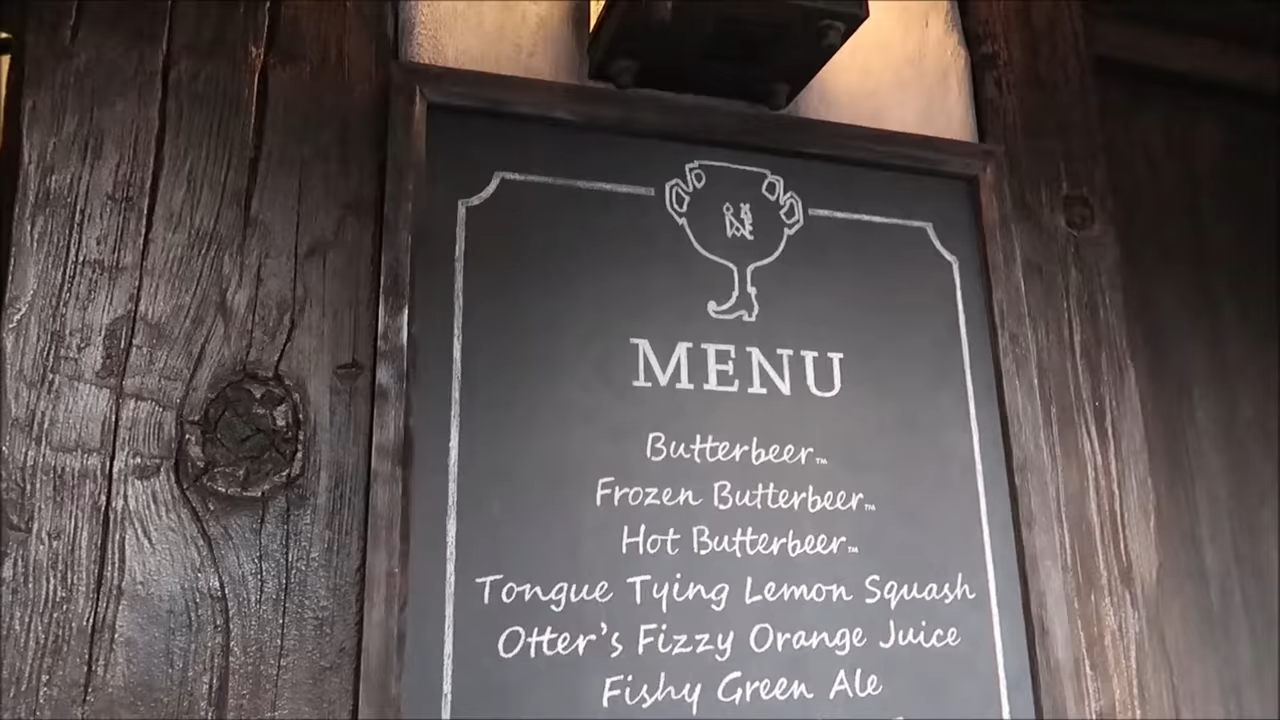 MENU
Butterbeer™
Frozen Butterbeer™
Hot Butterbeer™
Tongue Tying Lemon Squash
Otter's Fizzy Orange Juice
Fishy Green Ale